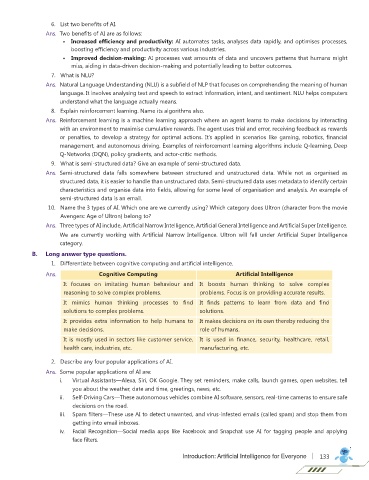 6. List two benefits of AI.
Ans. Two benefits of AI are as follows:
• Increased efficiency and productivity: AI automates tasks, analyses data rapidly, and optimises processes,
boosting efficiency and productivity across various industries.
• Improved decision-making: AI processes vast amounts of data and uncovers patterns that humans might
miss, aiding in data-driven decision-making and potentially leading to better outcomes.
7. What is NLU?
Ans. Natural Language Understanding (NLU) is a subfield of NLP that focuses on comprehending the meaning of human
language. It involves analysing text and speech to extract information, intent, and sentiment. NLU helps computers
understand what the language actually means.
8. Explain reinforcement learning. Name its algorithms also.
Ans. Reinforcement learning is a machine learning approach where an agent learns to make decisions by interacting
with an environment to maximise cumulative rewards. The agent uses trial and error, receiving feedback as rewards
or penalties, to develop a strategy for optimal actions. It's applied in scenarios like gaming, robotics, financial
management, and autonomous driving. Examples of reinforcement learning algorithms include Q-learning, Deep
Q-Networks (DQN), policy gradients, and actor-critic methods.
9. What is semi-structured data? Give an example of semi-structured data.
Ans. Semi-structured data falls somewhere between structured and unstructured data. While not as organised as
structured data, it is easier to handle than unstructured data. Semi-structured data uses metadata to identify certain
characteristics and organise data into fields, allowing for some level of organisation and analysis. An example of
semi-structured data is an email.
10. Name the 3 types of AI. Which one are we currently using? Which category does Ultron (character from the movie
Avengers: Age of Ultron) belong to?
Ans. Three types of AI include, Artificial Narrow Intelligence, Artificial General Intelligence and Artificial Super Intelligence.
We are currently working with Artificial Narrow Intelligence. Ultron will fall under Artificial Super Intelligence
category.
B. Long answer type questions.
1. Differentiate between cognitive computing and artificial intelligence.
Ans. Cognitive Computing Artificial Intelligence
It focuses on imitating human behaviour and It boosts human thinking to solve complex
reasoning to solve complex problems. problems. Focus is on providing accurate results.
It mimics human thinking processes to find It finds patterns to learn from data and find
solutions to complex problems. solutions.
It provides extra information to help humans to It makes decisions on its own thereby reducing the
make decisions. role of humans.
It is mostly used in sectors like customer service, It is used in finance, security, healthcare, retail,
health care, industries, etc. manufacturing, etc.
2. Describe any four popular applications of AI.
Ans. Some popular applications of AI are:
i. Virtual Assistants—Alexa, Siri, OK Google. They set reminders, make calls, launch games, open websites, tell
you about the weather, date and time, greetings, news, etc.
ii. Self-Driving Cars—These autonomous vehicles combine AI software, sensors, real-time cameras to ensure safe
decisions on the road.
iii. Spam filters—These use AI to detect unwanted, and virus-infested emails (called spam) and stop them from
getting into email inboxes.
iv. Facial Recognition—Social media apps like Facebook and Snapchat use AI for tagging people and applying
face filters.
Introduction: Artificial Intelligence for Everyone | 133